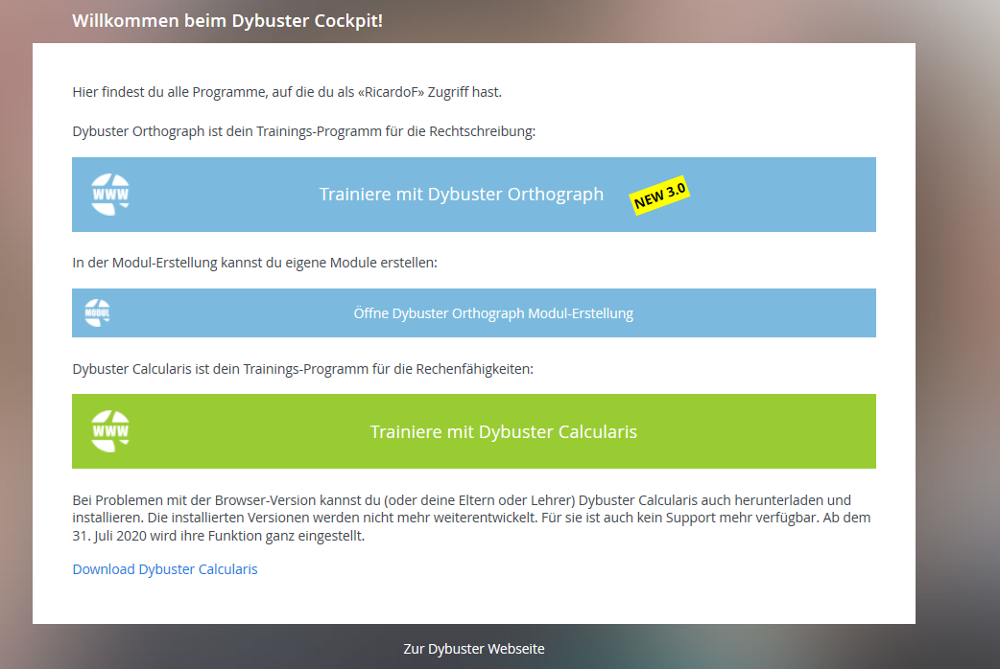 Willkommen beim Dybuster Cockpit!
Hier findest du alle Programme, auf die du als «RicardoF» Zugriff hast.
Dybuster Orthograph ist dein Trainings-Programm für die Rechtschreibung:
WWW
Trainiere mit Dybuster Orthograph
NEW 3.0
In der Modul-Erstellung kannst du eigene Module erstellen:
MODUL
Öffne Dybuster Orthograph Modul-Erstellung
Dybuster Calcularis ist dein Trainings-Programm für die Rechenfähigkeiten:
WWW
Trainiere mit Dybuster Calcularis
Bei Problemen mit der Browser-Version kannst du (oder deine Eltern oder Lehrer) Dybuster Calcularis auch herunterladen und
installieren. Die installierten Versionen werden nicht mehr weiterentwickelt. Für sie ist auch kein Support mehr verfügbar. Ab dem
31. Juli 2020 wird ihre Funktion ganz eingestellt.
Download Dybuster Calcularis
Zur Dybuster Webseite